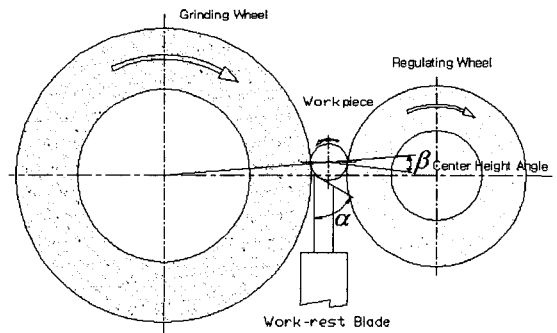 Grinding Wheel
Regulating Wheel
Workpiece
β Center Height Angle
α
Work-rest Blade